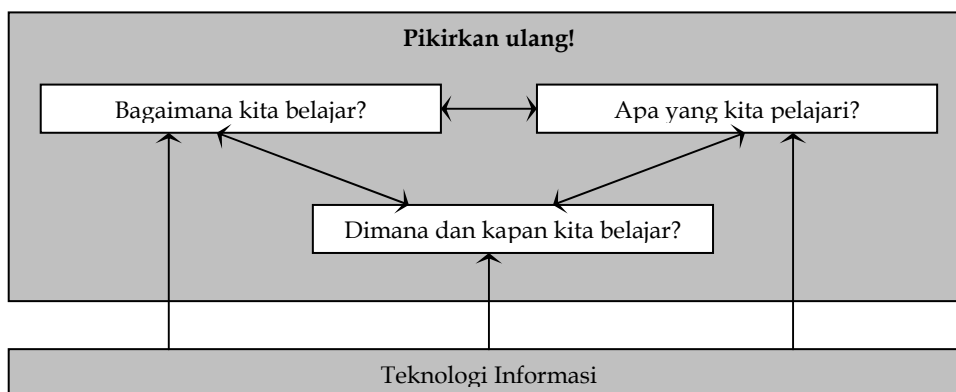 Pikirkan ulang!
Bagaimana kita belajar?
Apa yang kita pelajari?
Dimana dan kapan kita belajar?
Teknologi Informasi